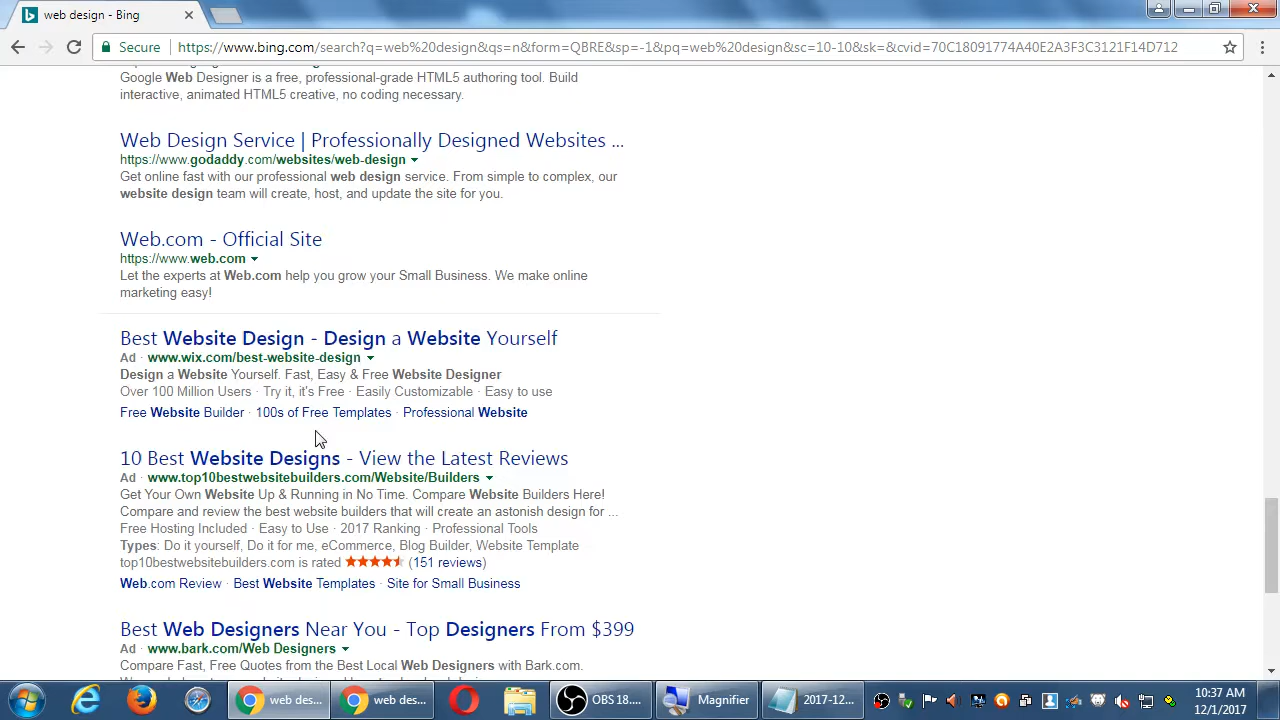 web design - Bing
Secure https://www.bing.com/search?q=web%20design&qs=n&form=QBRE&sp=-1&pq=web%20design&sc=10-10&sk=&cvid=70C18091774A40E2A3F3C3121F14D712
Google Web Designer is a free, professional-grade HTML5 authoring tool. Build
interactive, animated HTML5 creative, no coding necessary.
Web Design Service | Professionally Designed Websites ...
https://www.godaddy.com/websites/web-design
Get online fast with our professional web design service. From simple to complex, our
website design team will create, host, and update the site for you.
Web.com - Official Site
https://www.web.com
Let the experts at Web.com help you grow your Small Business. We make online
marketing easy!
Best Website Design - Design a Website Yourself
Ad · www.wix.com/best-website-design
Design a Website Yourself. Fast, Easy & Free Website Designer
Over 100 Million Users · Try it, it's Free · Easily Customizable · Easy to use
Free Website Builder · 100s of Free Templates · Professional Website
10 Best Website Designs - View the Latest Reviews
Ad · www.top10bestwebsitebuilders.com/Website/Builders
Get Your Own Website Up & Running in No Time. Compare Website Builders Here!
Compare and review the best website builders that will create an astonish design for ...
Free Hosting Included · Easy to Use · 2017 Ranking · Professional Tools
Types: Do it yourself, Do it for me, eCommerce, Blog Builder, Website Template
top10bestwebsitebuilders.com is rated (151 reviews)
Web.com Review · Best Website Templates · Site for Small Business
Best Web Designers Near You - Top Designers From $399
Ad · www.bark.com/Web Designers
Compare Fast, Free Quotes from the Best Local Web Designers with Bark.com.
web des... web des... OBS 18.... Magnifier 2017-12... 10:37 AM
12/1/2017